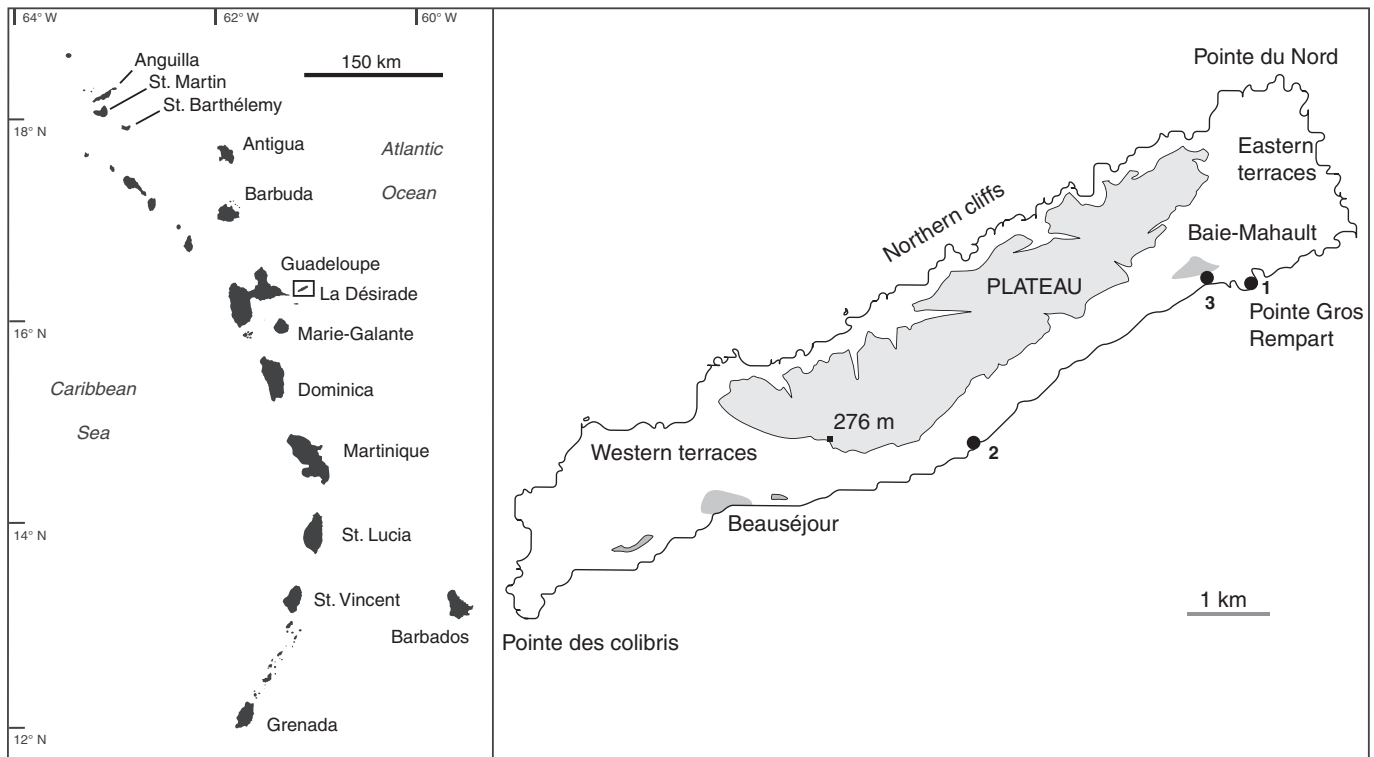 64° W
62° W
60° W
150 km
Anguilla
St. Martin
St. Barthélemy
18° N
Antigua
Atlantic
Ocean
Barbuda
Guadeloupe
La Désirade
Marie-Galante
16° N
Caribbean
Sea
Dominica
Martinique
14° N
St. Lucia
St. Vincent
Barbados
Grenada
12° N
Pointe du Nord
Eastern
terraces
Northern cliffs
Baie-Mahault
PLATEAU
3
1
Pointe Gros
Rempart
276 m
2
Western terraces
Beauséjour
1 km
Pointe des colibris